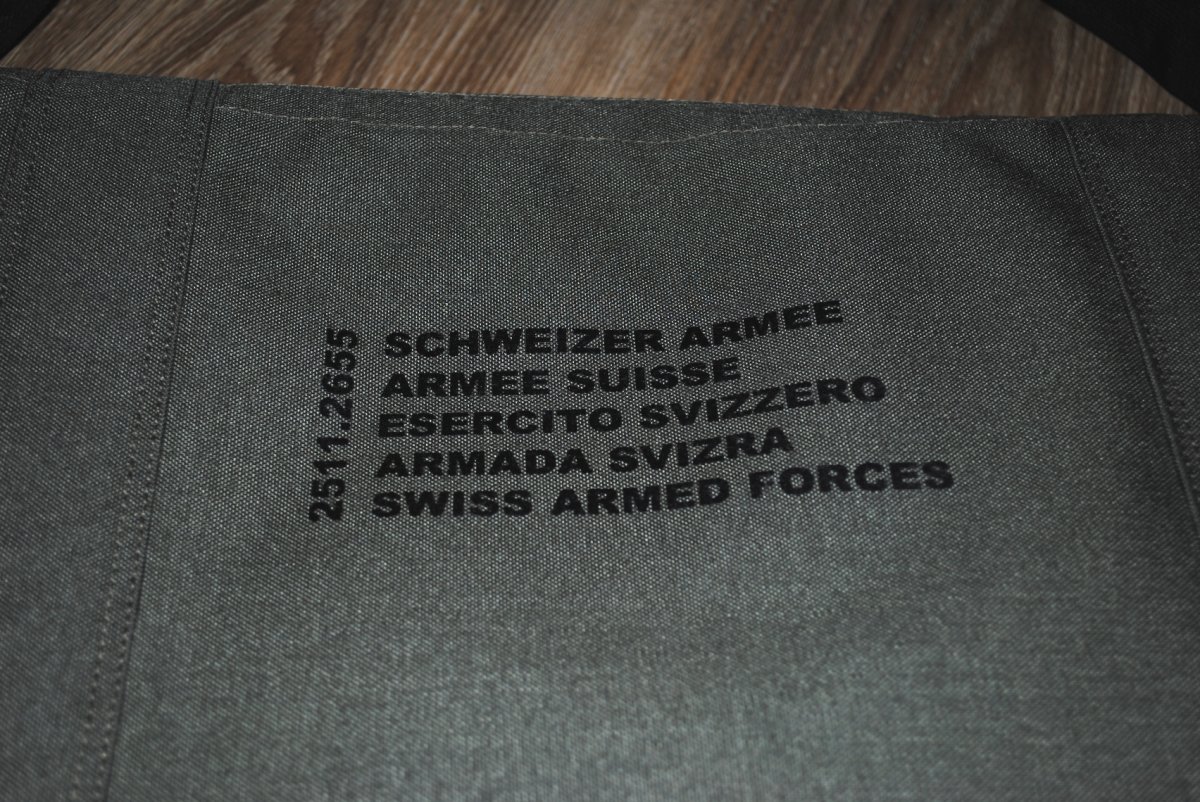 2511.2655
SCHWEIZER ARMEE
ARMEE SUISSE
ESERCITO SVIZZERO
ARMADA SVIZRA
SWISS ARMED FORCES